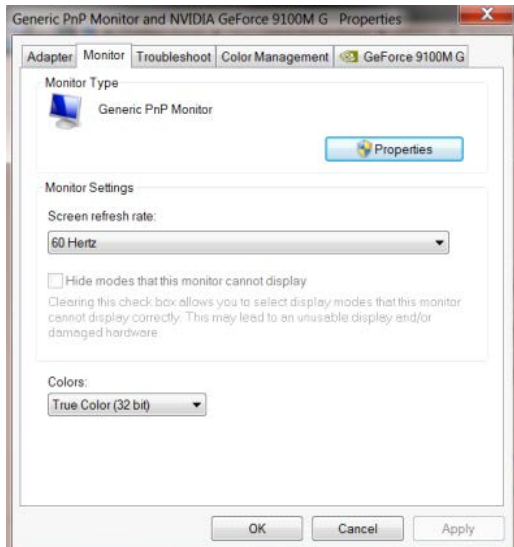 Generic PnP Monitor and NVIDIA GeForce 9100M G Properties
Adapter Monitor Troubleshoot Color Management GeForce 9100M G
Monitor Type
Generic PnP Monitor
Properties
Monitor Settings
Screen refresh rate:
60 Hertz
Hide modes that this monitor cannot display
Clearing this check box allows you to select display modes that this monitor
cannot display correctly. This may lead to an unusable display and/or
damaged hardware.
Colors:
True Color (32 bit)
OK Cancel Apply